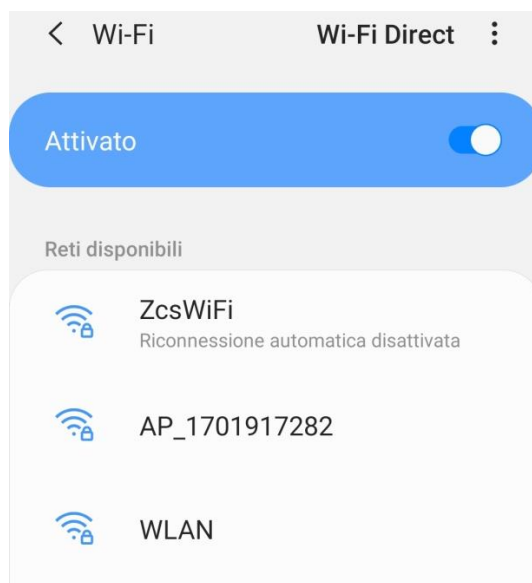 Wi-Fi Wi-Fi Direct
Attivato
Reti disponibili
ZcsWiFi
Riconnessione automatica disattivata
AP_1701917282
WLAN